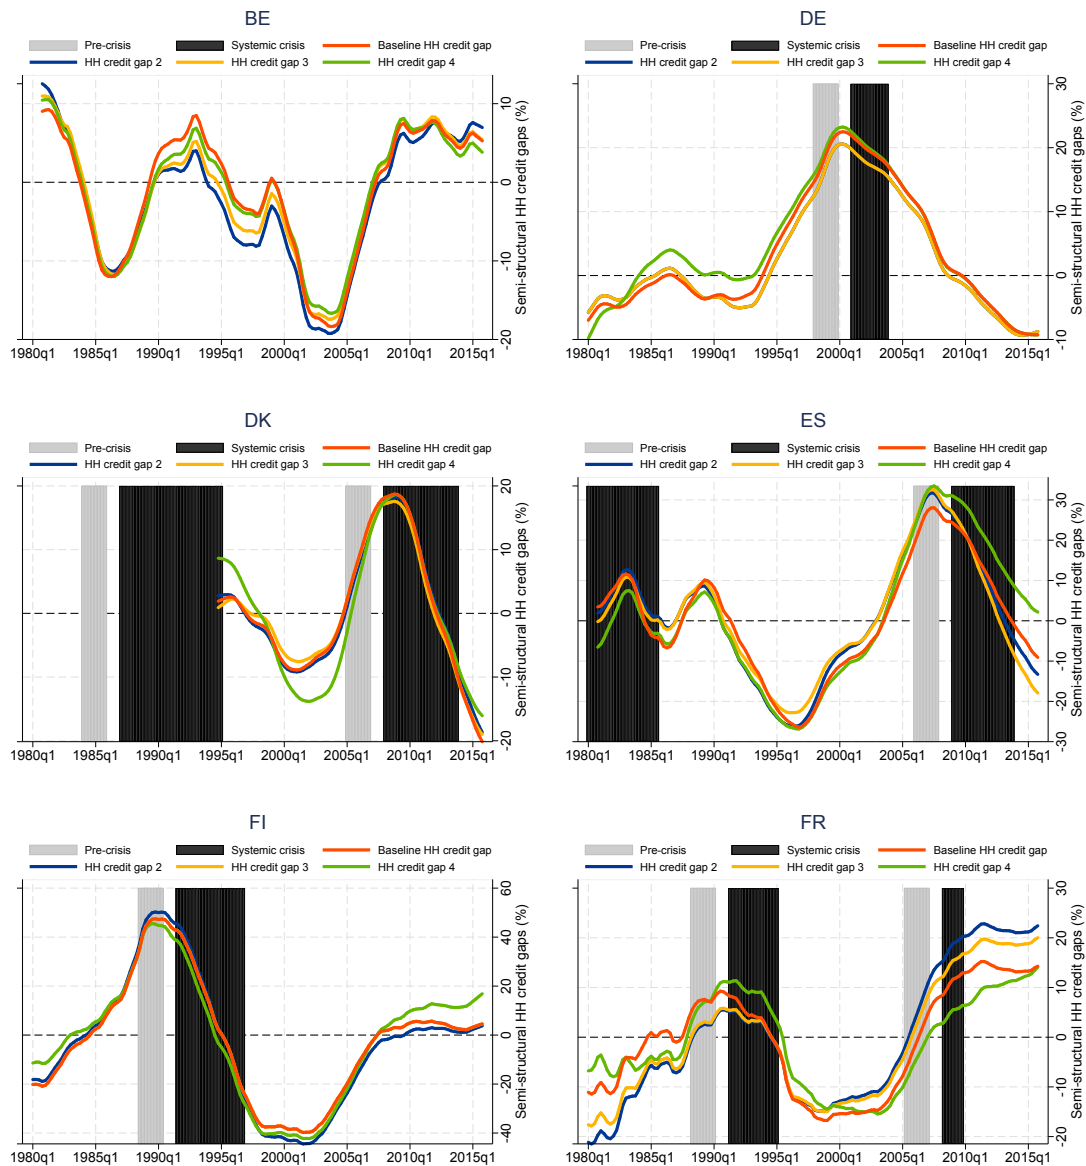 BE
Pre-crisis Systemic crisis Baseline HH credit gap
HH credit gap 2 HH credit gap 3 HH credit gap 4
10
0
-10
-20
Semi-structural HH credit gaps (%)
1980q1 1985q1 1990q1 1995q1 2000q1 2005q1 2010q1 2015q1
DE
Pre-crisis Systemic crisis Baseline HH credit gap
HH credit gap 2 HH credit gap 3 HH credit gap 4
30
20
10
0
-10
Semi-structural HH credit gaps (%)
1980q1 1985q1 1990q1 1995q1 2000q1 2005q1 2010q1 2015q1
DK
Pre-crisis Systemic crisis Baseline HH credit gap
HH credit gap 2 HH credit gap 3 HH credit gap 4
20
10
0
-10
-20
Semi-structural HH credit gaps (%)
1980q1 1985q1 1990q1 1995q1 2000q1 2005q1 2010q1 2015q1
ES
Pre-crisis Systemic crisis Baseline HH credit gap
HH credit gap 2 HH credit gap 3 HH credit gap 4
30
20
10
0
-10
-20
-30
Semi-structural HH credit gaps (%)
1980q1 1985q1 1990q1 1995q1 2000q1 2005q1 2010q1 2015q1
FI
Pre-crisis Systemic crisis Baseline HH credit gap
HH credit gap 2 HH credit gap 3 HH credit gap 4
60
40
20
0
-20
-40
Semi-structural HH credit gaps (%)
1980q1 1985q1 1990q1 1995q1 2000q1 2005q1 2010q1 2015q1
FR
Pre-crisis Systemic crisis Baseline HH credit gap
HH credit gap 2 HH credit gap 3 HH credit gap 4
30
20
10
0
-10
-20
Semi-structural HH credit gaps (%)
1980q1 1985q1 1990q1 1995q1 2000q1 2005q1 2010q1 2015q1